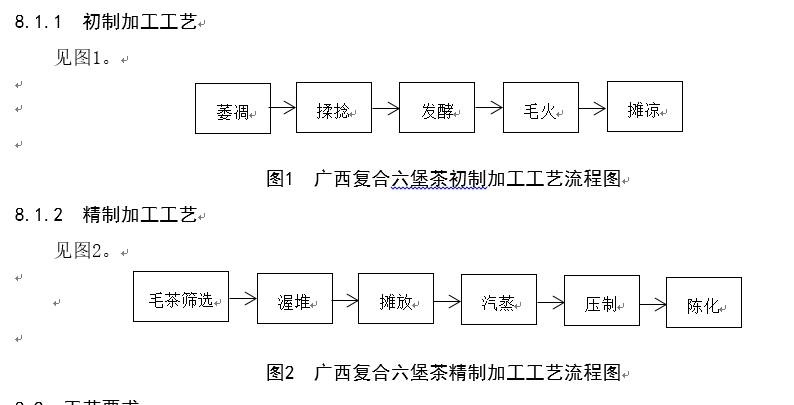 8.1.1 初制加工工艺
见图1。
萎凋 揉捻 发酵 毛火 摊凉
图1 广西复合六堡茶初制加工工艺流程图
8.1.2 精制加工工艺
见图2。
毛茶筛选 渥堆 摊放 汽蒸 压制 陈化
图2 广西复合六堡茶精制加工工艺流程图